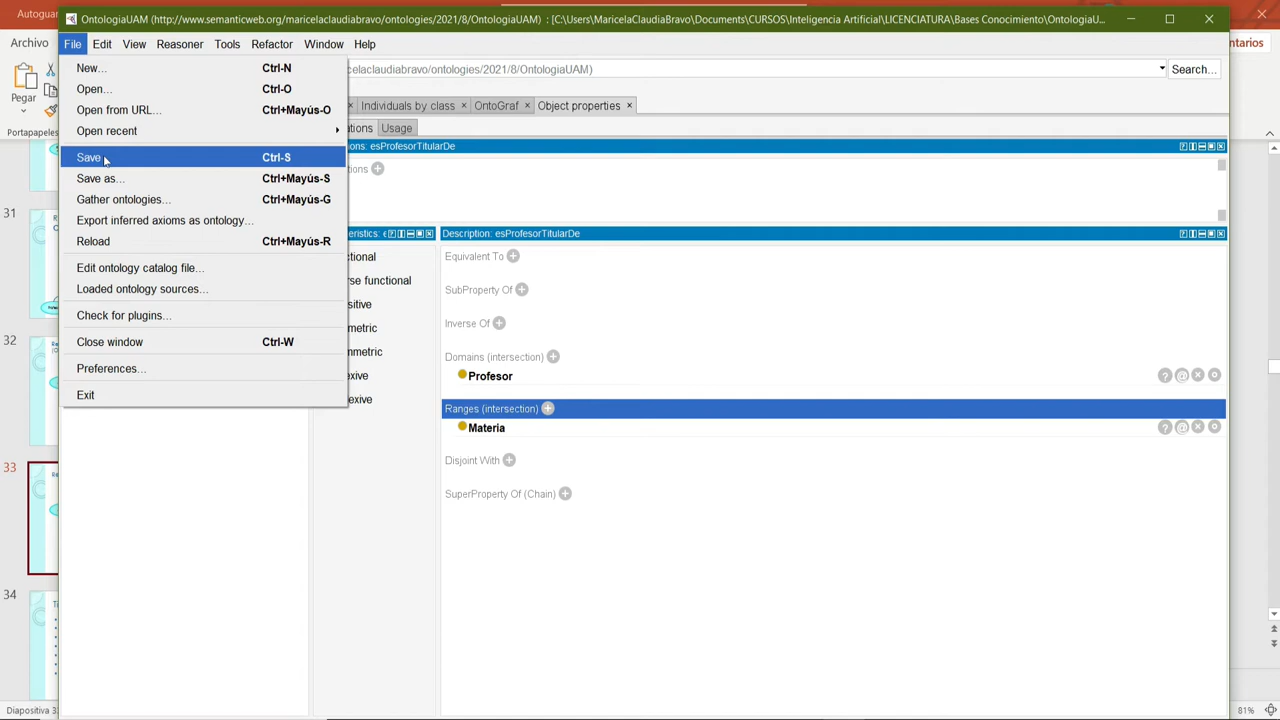 Autogua
OntologiaUAM (http://www.semanticweb.org/maricelaclaudiabravo/ontologies/2021/8/OntologiaUAM) : [C:\Users\MaricelaClaudiaBravo\Documents\CURSOS\Inteligencia Artificial\LICENCIATURA\Bases Conocimiento\OntologiaU...
Archivo
File Edit View Reasoner Tools Refactor Window Help
entarios
New... Ctrl-N
icelaclaudiabravo/ontologies/2021/8/OntologiaUAM)
Search...
Open... Ctrl-O
Pegar
Open from URL... Ctrl+Mayús-O
Individuals by class × OntoGraf × Object properties ×
Open recent
Portapapeles
ations Usage
Save Ctrl-S
ons: esProfesorTitularDe
Save as... Ctrl+Mayús-S
ions
Gather ontologies... Ctrl+Mayús-G
Export inferred axioms as ontology...
Reload Ctrl+Mayús-R
31
Edit ontology catalog file...
Loaded ontology sources...
Check for plugins...
Close window Ctrl-W
Preferences...
Exit
32
33
34
eristics: e
Description: esProfesorTitularDe
ctional
rse functional
sitive
metric
mmetric
exive
exive
Equivalent To
SubProperty Of
Inverse Of
Domains (intersection)
Profesor
Ranges (intersection)
Materia
Disjoint With
SuperProperty Of (Chain)
Diapositiva 3
81%